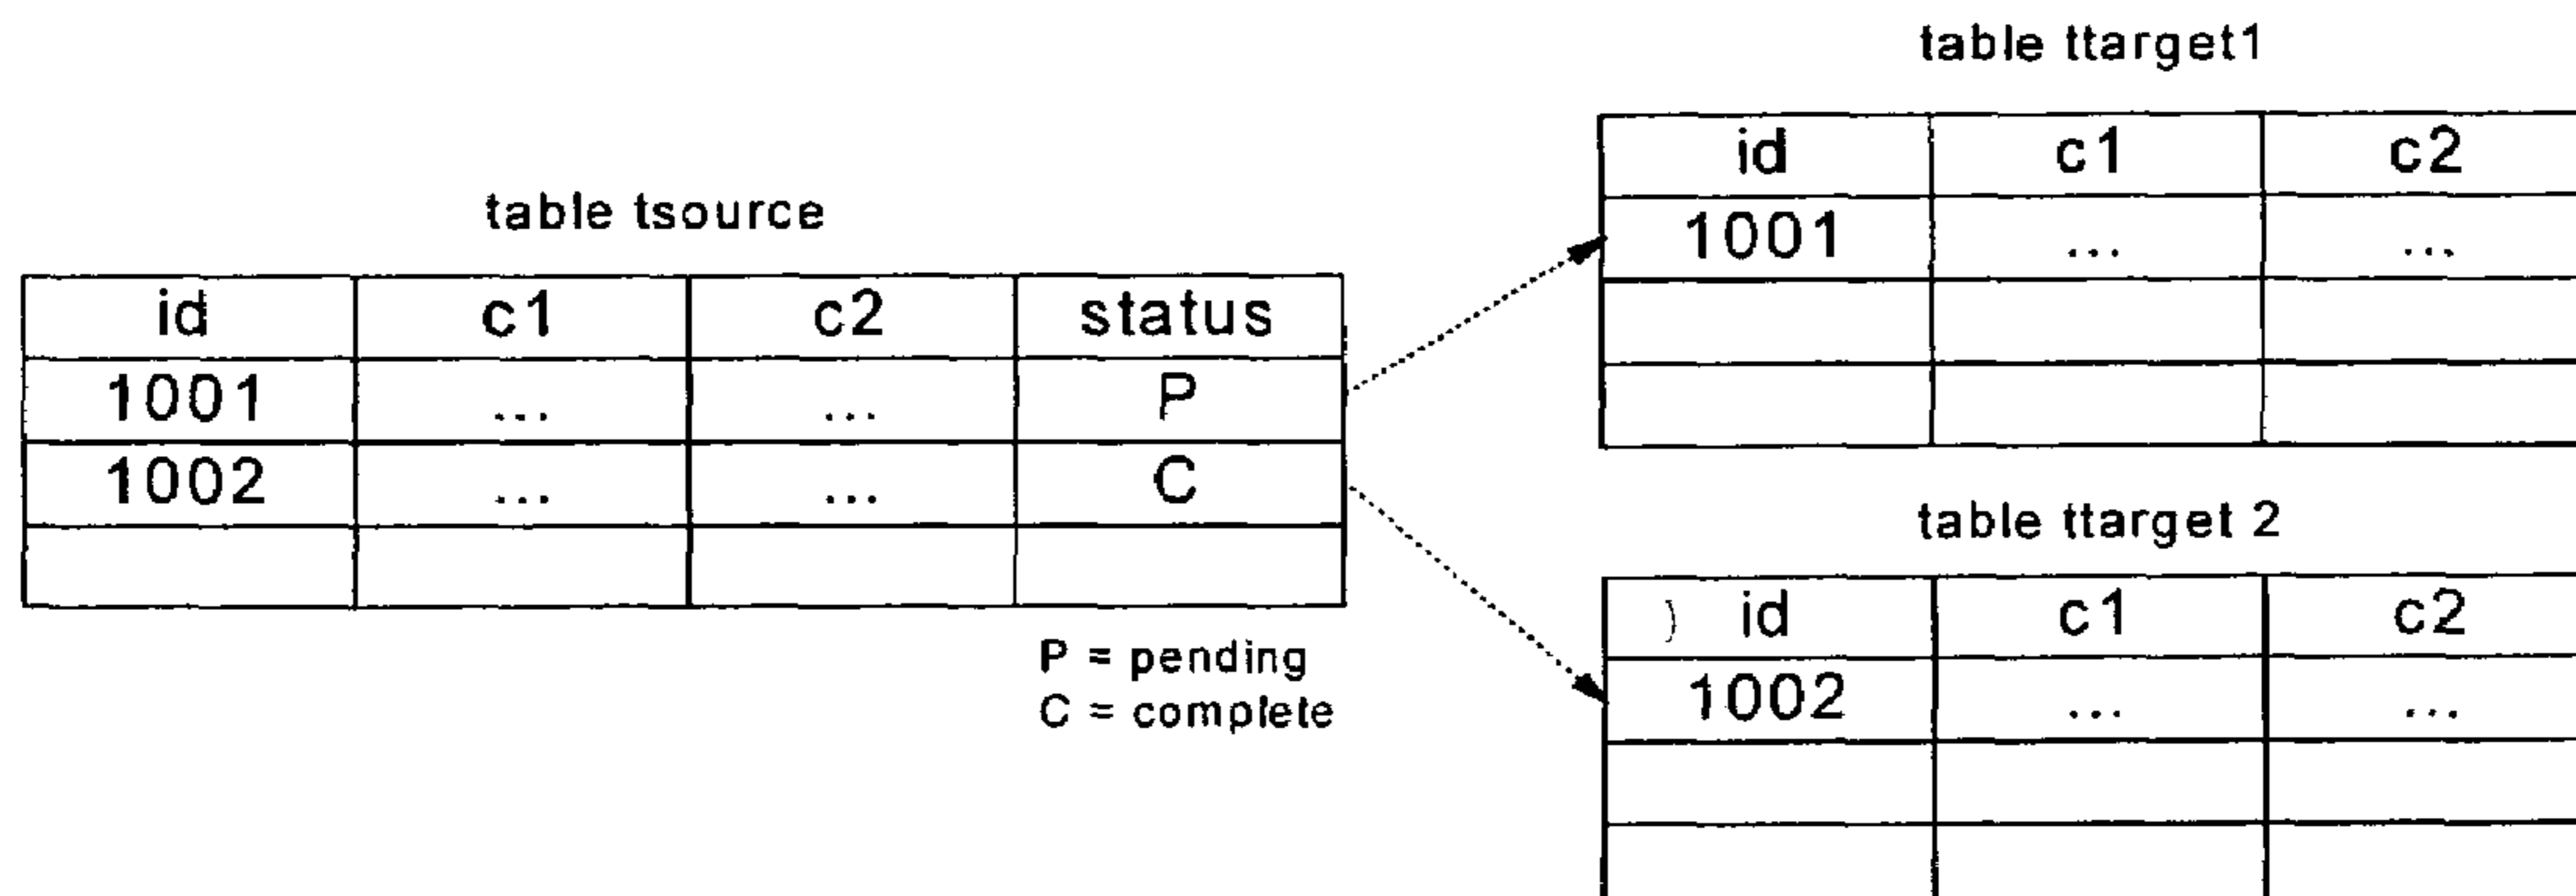 table tsource
id c1 c2 status
1001 ... ... P
1002 ... ... C
P = pending
C = complete
table ttarget1
id c1 c2
1001 ... ...
table ttarget 2
) id c1 c2
1002 ... ...